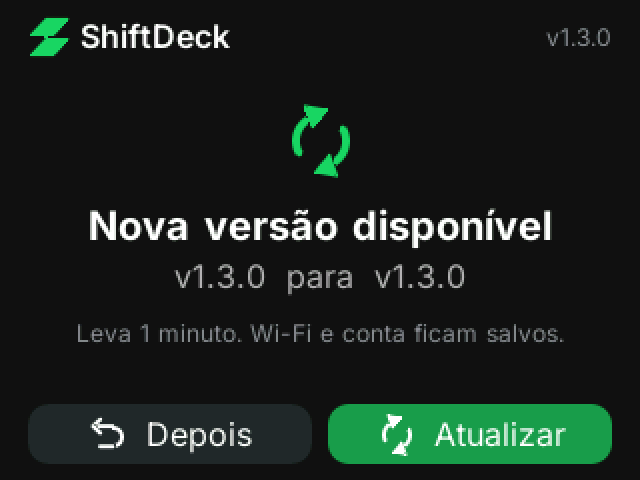 ShiftDeck
v1.3.0
Nova versão disponível
v1.3.0 para v1.3.0
Leva 1 minuto. Wi-Fi e conta ficam salvos.
Depois
Atualizar